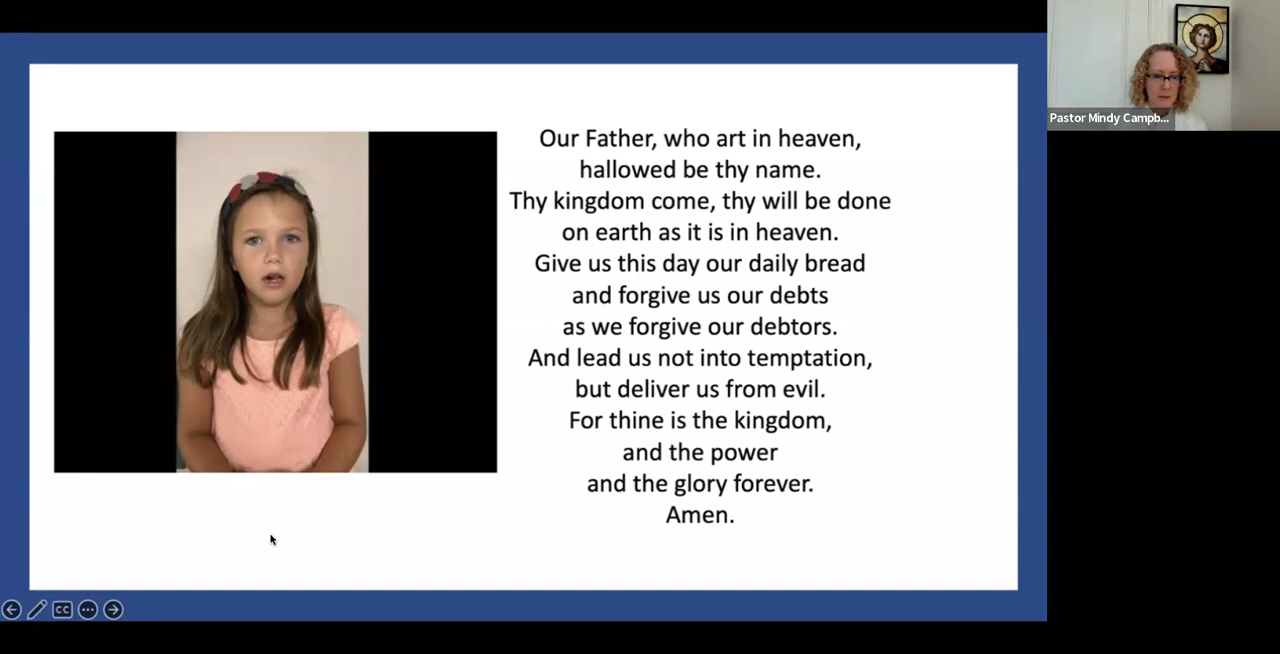 Our Father, who art in heaven,
hallowed be thy name.
Thy kingdom come, thy will be done
on earth as it is in heaven.
Give us this day our daily bread
and forgive us our debts
as we forgive our debtors.
And lead us not into temptation,
but deliver us from evil.
For thine is the kingdom,
and the power
and the glory forever.
Amen.
Pastor Mindy Campb...
CC